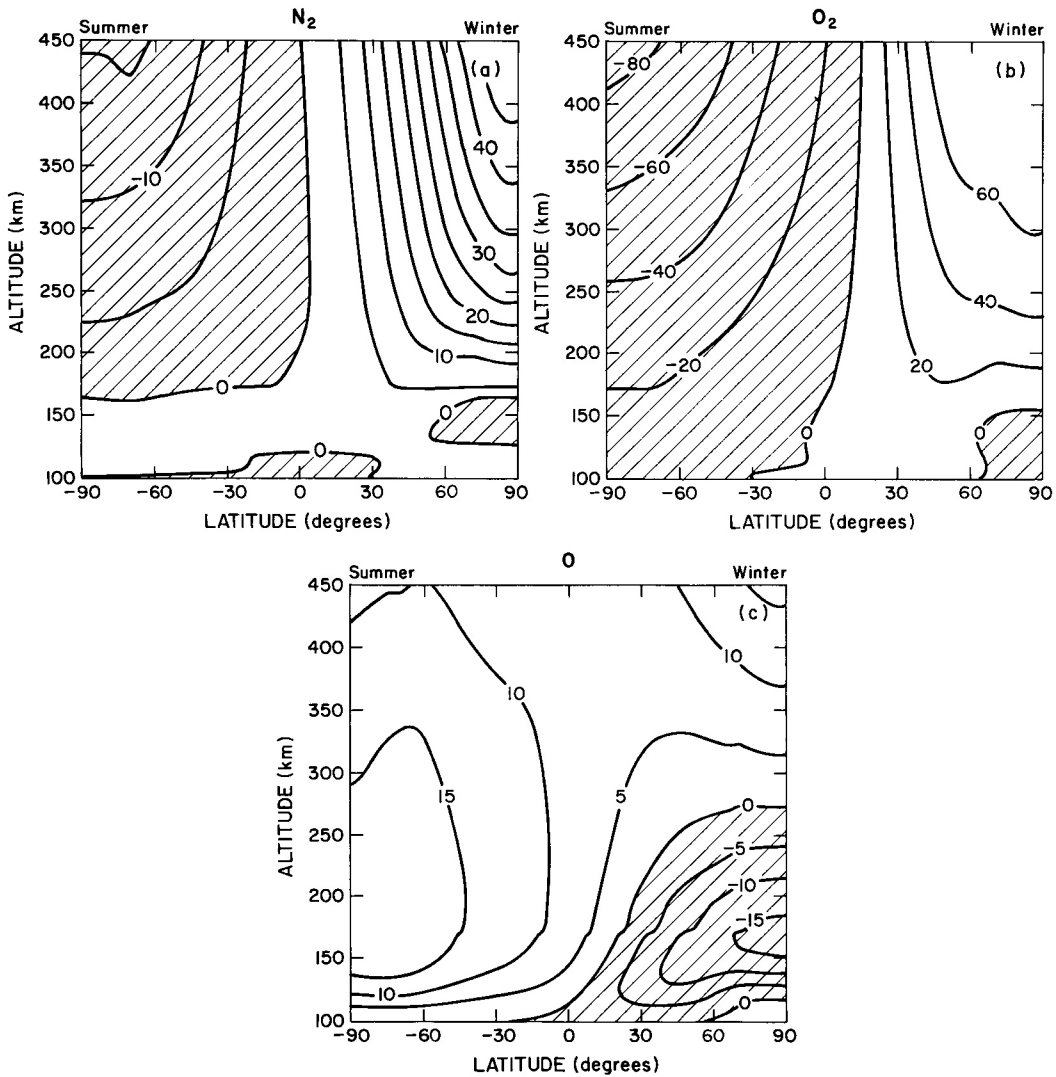 N₂
Summer Winter
(a)
450
400
350
300
250
200
150
100
ALTITUDE (km)
-10
0
0
0
10
20
30
40
-90 -60 -30 0 30 60 90
LATITUDE (degrees)
O₂
Summer Winter
(b)
450
400
350
300
250
200
150
100
ALTITUDE (km)
-80
-60
-40
-20
0
0
20
40
60
-90 -60 -30 0 30 60 90
LATITUDE (degrees)
O
Summer Winter
(c)
450
400
350
300
250
200
150
100
ALTITUDE (km)
10
10
15
10
5
0
-5
-10
-15
0
-90 -60 -30 0 30 60 90
LATITUDE (degrees)